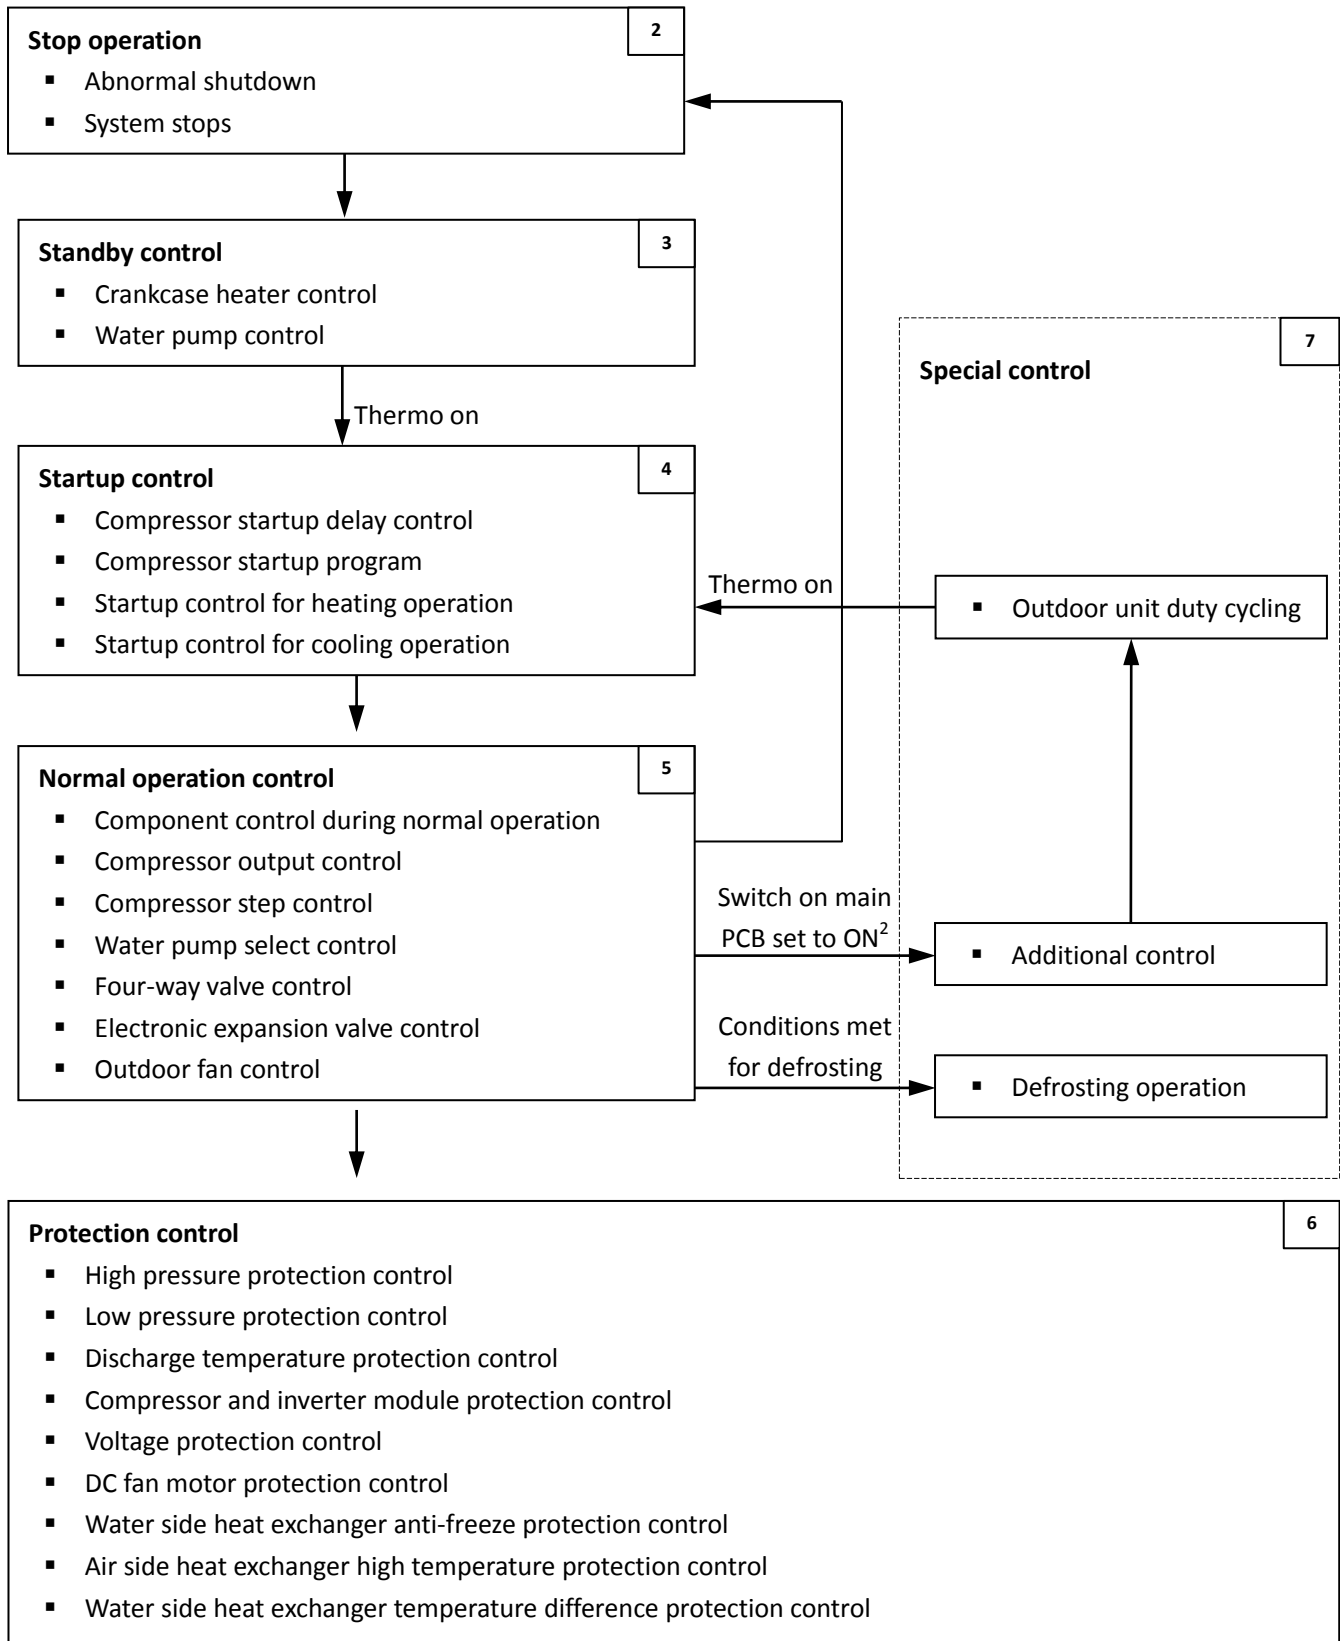 Stop operation
2
▪ Abnormal shutdown
▪ System stops
Standby control
3
▪ Crankcase heater control
▪ Water pump control
Thermo on
Startup control
4
▪ Compressor startup delay control
▪ Compressor startup program
▪ Startup control for heating operation
▪ Startup control for cooling operation
Normal operation control
5
▪ Component control during normal operation
▪ Compressor output control
▪ Compressor step control
▪ Water pump select control
▪ Four-way valve control
▪ Electronic expansion valve control
▪ Outdoor fan control
Special control
7
Thermo on
▪ Outdoor unit duty cycling
Switch on main
PCB set to ON²
▪ Additional control
Conditions met
for defrosting
▪ Defrosting operation
Protection control
6
▪ High pressure protection control
▪ Low pressure protection control
▪ Discharge temperature protection control
▪ Compressor and inverter module protection control
▪ Voltage protection control
▪ DC fan motor protection control
▪ Water side heat exchanger anti-freeze protection control
▪ Air side heat exchanger high temperature protection control
▪ Water side heat exchanger temperature difference protection control